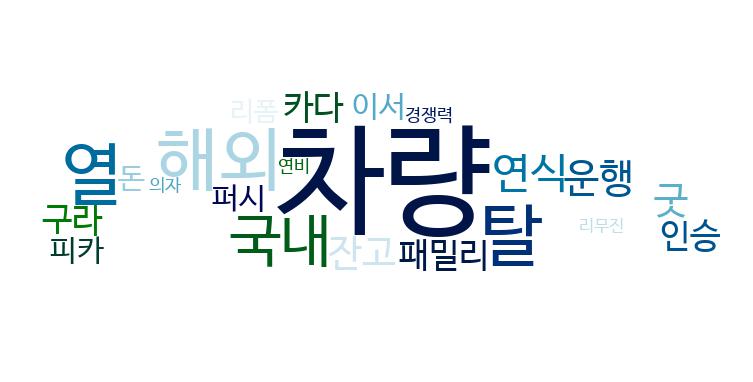 리폼
카다
이서
경쟁력
해외
차량
열
돈
의자
연비
연식
운행
퍼시
굿
구라
국내
탈
리무진
피카
잔고
패밀리
인승